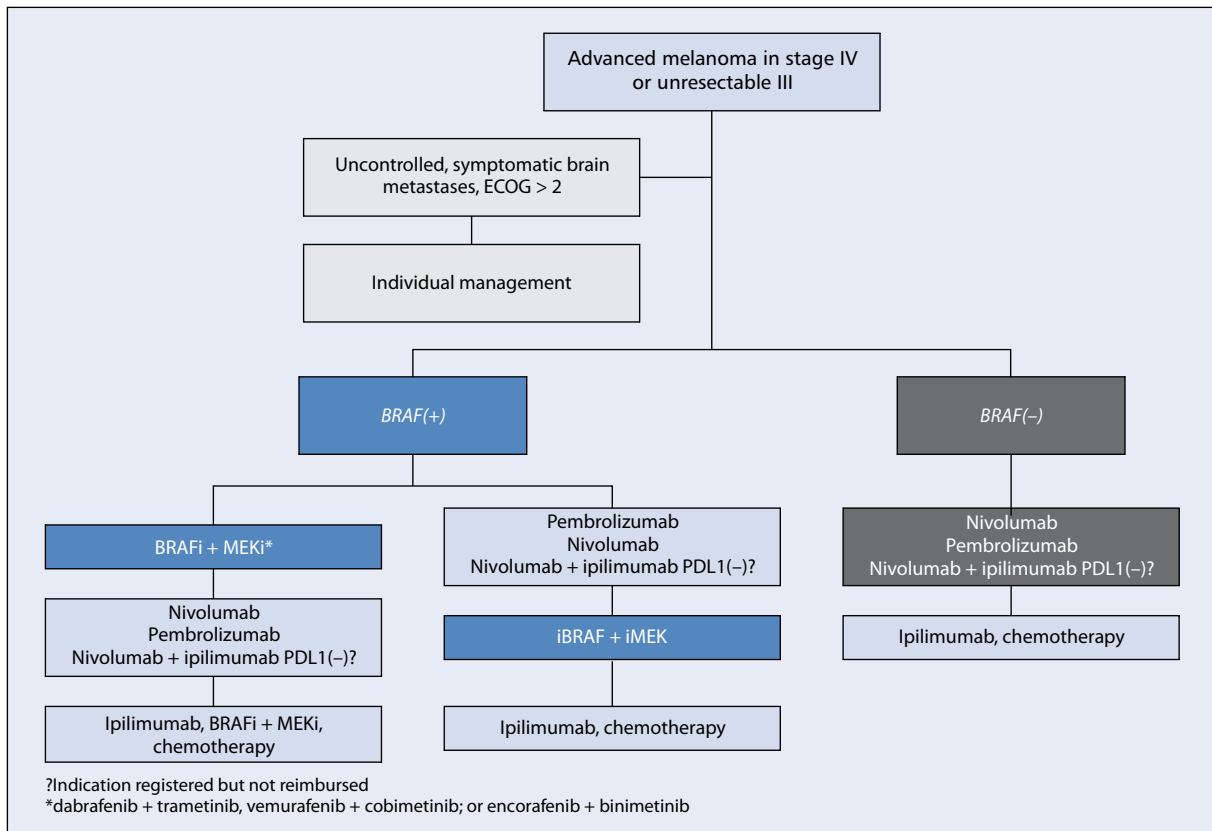 Advanced melanoma in stage IV
or unresectable III
Uncontrolled, symptomatic brain
metastases, ECOG > 2
Individual management
BRAF(+)
BRAF(–)
BRAFi + MEKi*
Nivolumab
Pembrolizumab
Nivolumab + ipilimumab PDL1(–)?
Ipilimumab, BRAFi + MEKi,
chemotherapy
Pembrolizumab
Nivolumab
Nivolumab + ipilimumab PDL1(–)?
iBRAF + iMEK
Ipilimumab, chemotherapy
Nivolumab
Pembrolizumab
Nivolumab + ipilimumab PDL1(–)?
Ipilimumab, chemotherapy
?Indication registered but not reimbursed
*dabrafenib + trametinib, vemurafenib + cobimetinib; or encorafenib + binimetinib